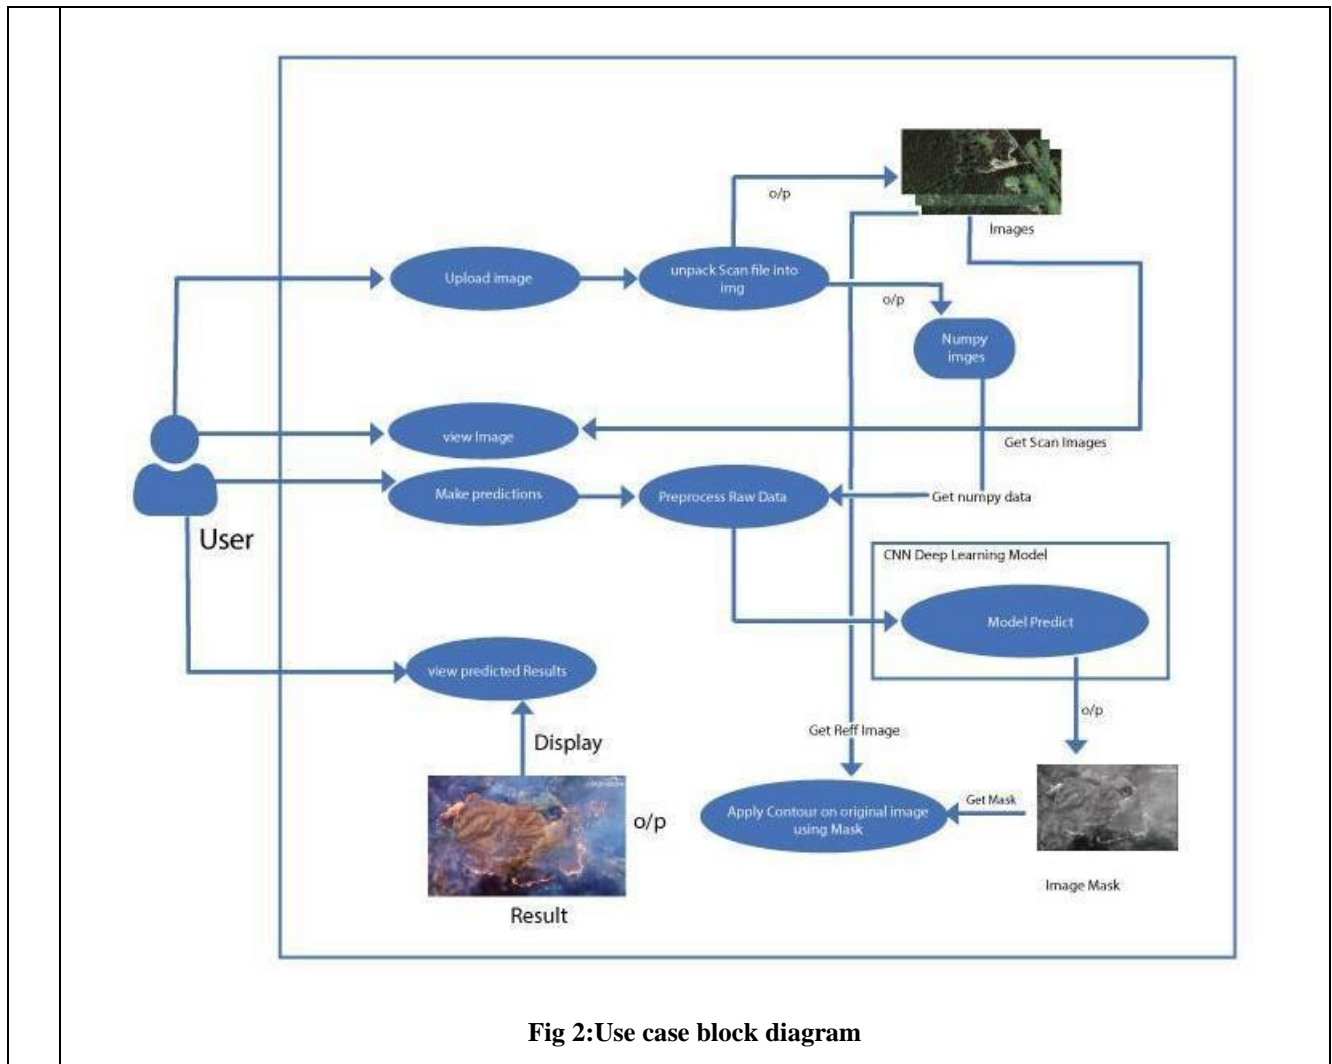 o/p
Images
Upload image
unpack Scan file into
img
o/p
Numpy
imges
view Image
Get Scan Images
Make predictions
Preprocess Raw Data
Get numpy data
User
CNN Deep Learning Model
Model Predict
view predicted Results
o/p
Get Reff Image
Display
Apply Contour on original image
using Mask
Get Mask
o/p
Image Mask
Result
Fig 2:Use case block diagram